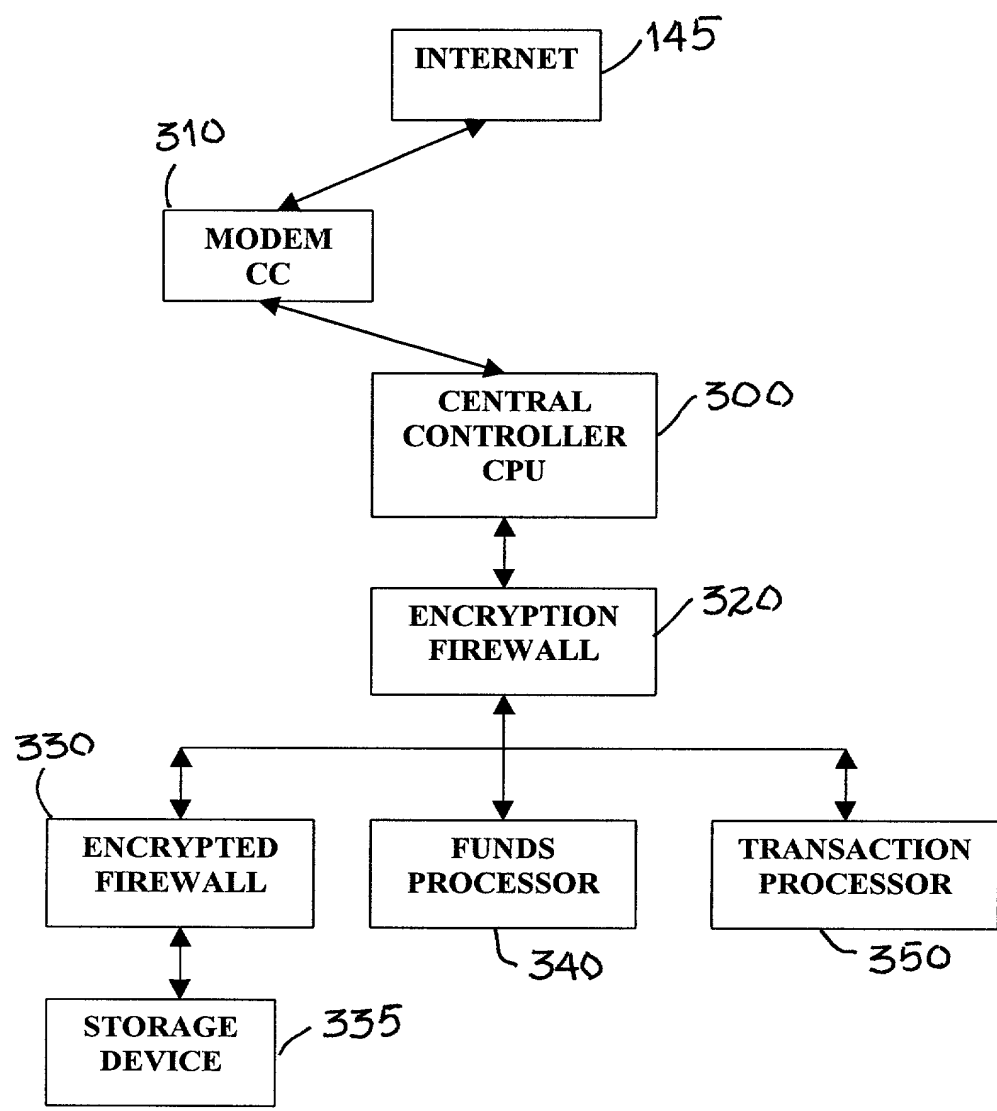 INTERNET
145
310
MODEM
CC
CENTRAL
CONTROLLER
CPU
300
ENCRYPTION
FIREWALL
320
330
ENCRYPTED
FIREWALL
FUNDS
PROCESSOR
TRANSACTION
PROCESSOR
340
350
STORAGE
DEVICE
335